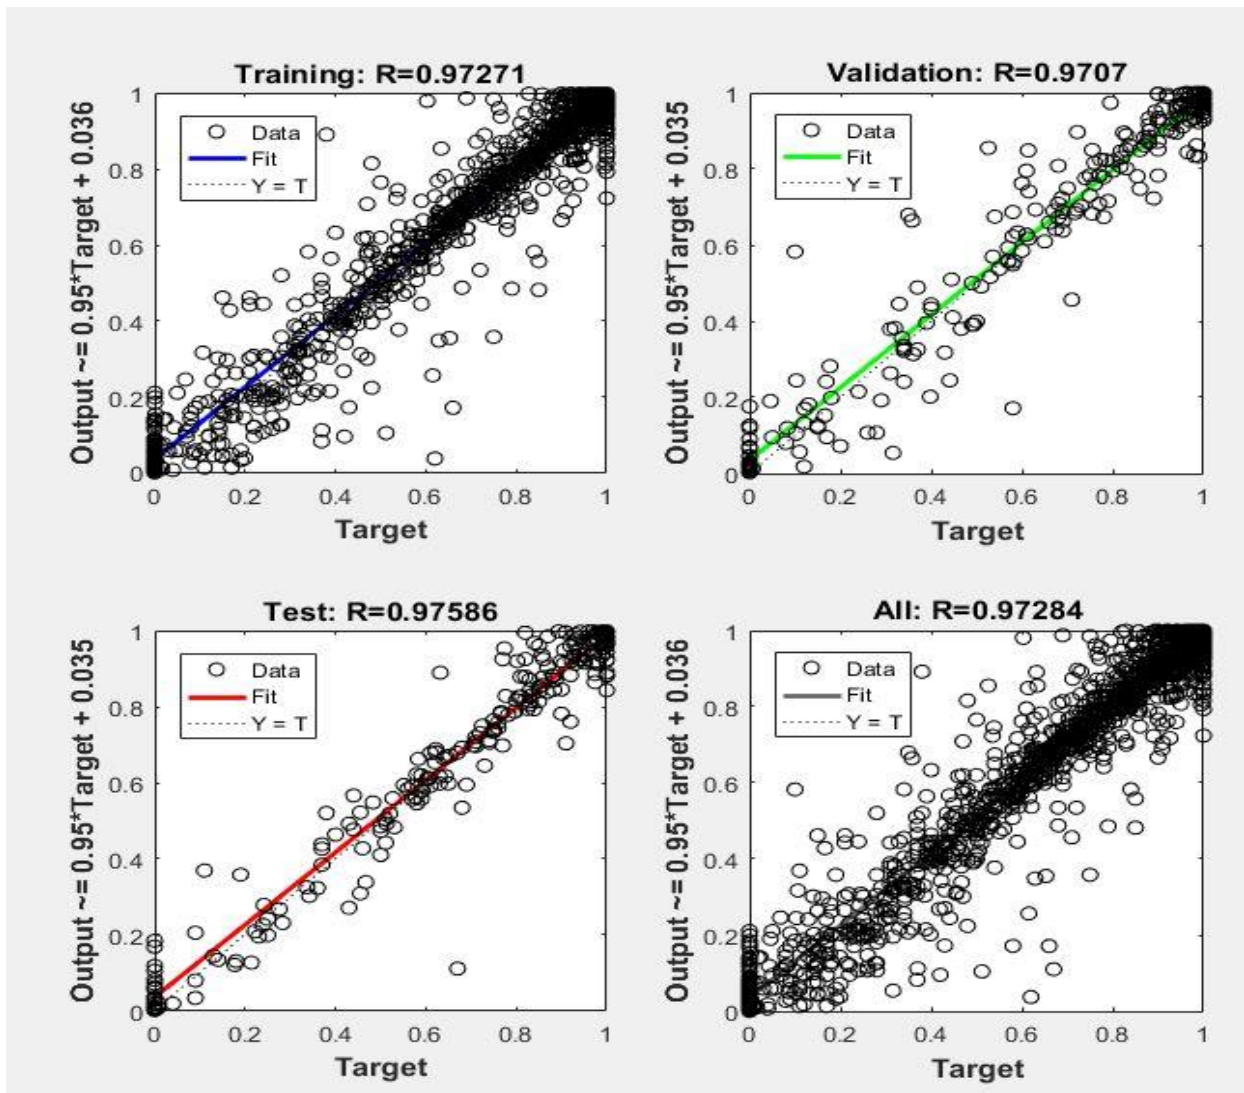 Training: R=0.97271
Output ~= 0.95*Target + 0.036
1
0.8
0.6
0.4
0.2
0
Data
Fit
Y = T
0 0.2 0.4 0.6 0.8 1
Target
Validation: R=0.9707
Output ~= 0.95*Target + 0.035
1
0.8
0.6
0.4
0.2
0
Data
Fit
Y = T
0 0.2 0.4 0.6 0.8 1
Target
Test: R=0.97586
Output ~= 0.95*Target + 0.035
1
0.8
0.6
0.4
0.2
0
Data
Fit
Y = T
0 0.2 0.4 0.6 0.8 1
Target
All: R=0.97284
Output ~= 0.95*Target + 0.036
1
0.8
0.6
0.4
0.2
0
Data
Fit
Y = T
0 0.2 0.4 0.6 0.8 1
Target